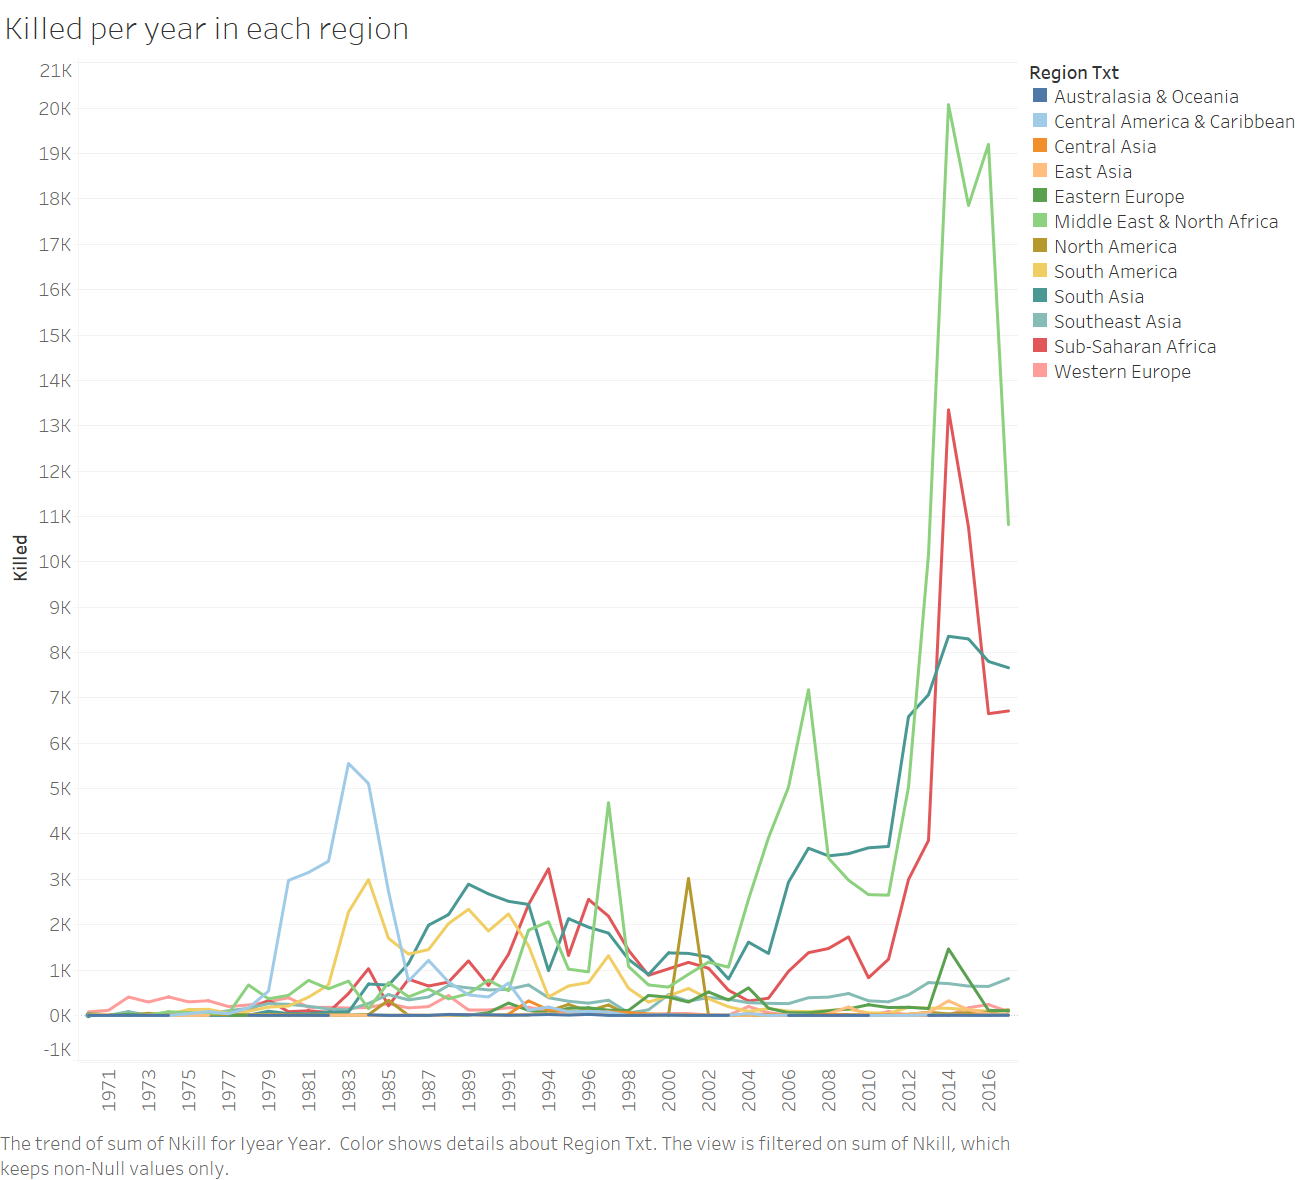 Killed per year in each region
21K
20K
19K
18K
17K
16K
15K
14K
13K
12K
11K
10K
9K
8K
7K
6K
5K
4K
3K
2K
1K
0K
-1K
Killed
1971
1973
1975
1977
1979
1981
1983
1985
1987
1989
1991
1994
1996
1998
2000
2002
2004
2006
2008
2010
2012
2014
2016
Region Txt
Australasia & Oceania
Central America & Caribbean
Central Asia
East Asia
Eastern Europe
Middle East & North Africa
North America
South America
South Asia
Southeast Asia
Sub-Saharan Africa
Western Europe
The trend of sum of Nkill for Iyear Year.  Color shows details about Region Txt. The view is filtered on sum of Nkill, which
keeps non-Null values only.